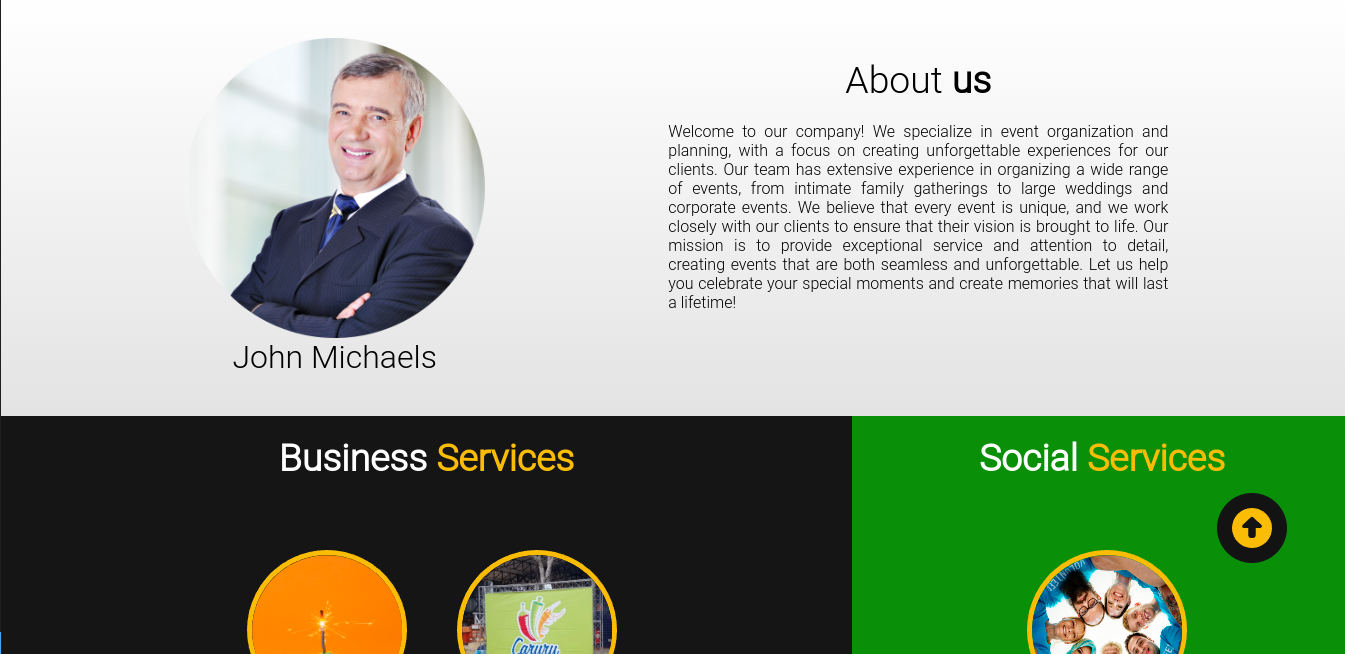 About us
Welcome to our company! We specialize in event organization and
planning, with a focus on creating unforgettable experiences for our
clients. Our team has extensive experience in organizing a wide range
of events, from intimate family gatherings to large weddings and
corporate events. We believe that every event is unique, and we work
closely with our clients to ensure that their vision is brought to life. Our
mission is to provide exceptional service and attention to detail,
creating events that are both seamless and unforgettable. Let us help
you celebrate your special moments and create memories that will last
a lifetime!
John Michaels
Business Services
Social Services
Caruru